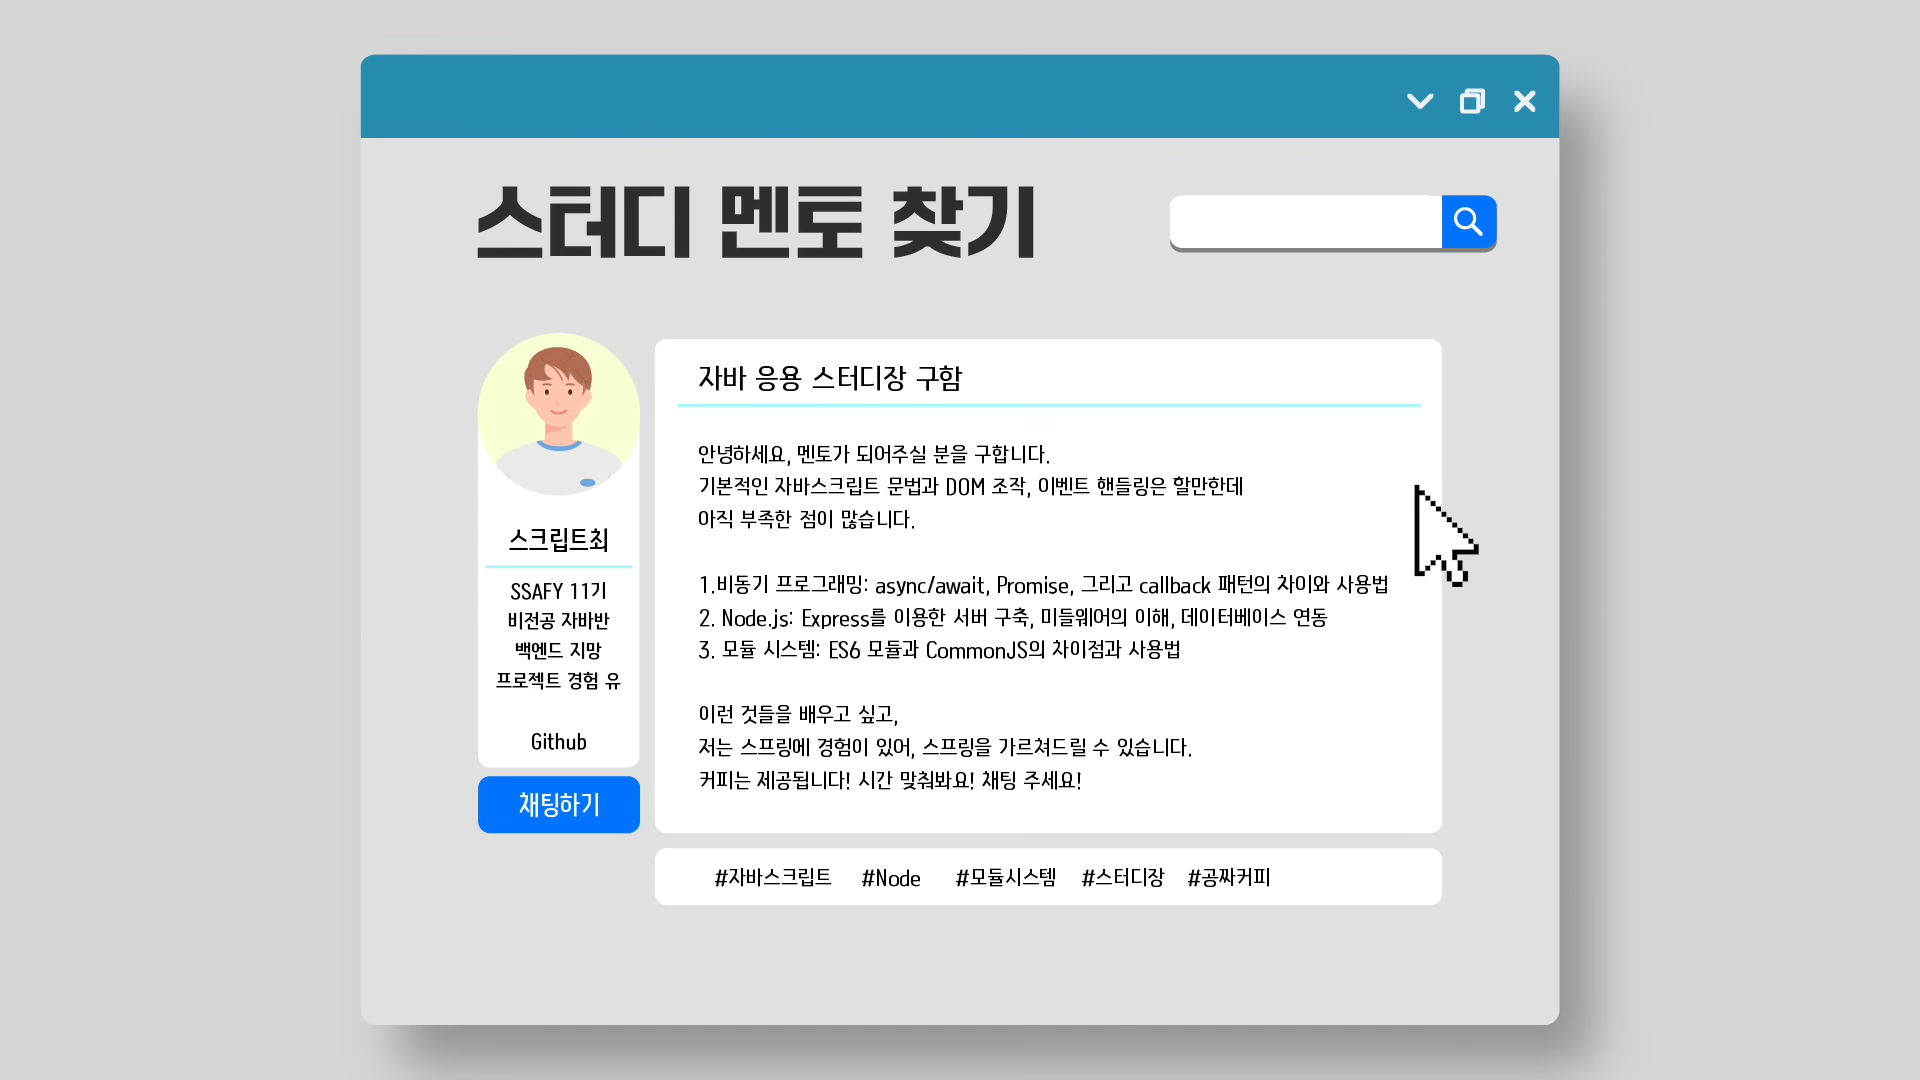 스터디 멘토 찾기
스크립트최
SSAFY 11기
비전공 자바반
백엔드 지망
프로젝트 경험 유
Github
채팅하기
자바 응용 스터디장 구함
안녕하세요, 멘토가 되어주실 분을 구합니다.
기본적인 자바스크립트 문법과 DOM 조작, 이벤트 핸들링은 할만한데
아직 부족한 점이 많습니다.
1.비동기 프로그래밍: async/await, Promise, 그리고 callback 패턴의 차이와 사용법
2. Node.js: Express를 이용한 서버 구축, 미들웨어의 이해, 데이터베이스 연동
3. 모듈 시스템: ES6 모듈과 CommonJS의 차이점과 사용법
이런 것들을 배우고 싶고,
저는 스프링에 경험이 있어, 스프링을 가르쳐드릴 수 있습니다.
커피는 제공됩니다! 시간 맞춰봐요! 채팅 주세요!
#자바스크립트 #Node #모듈시스템 #스터디장 #공짜커피